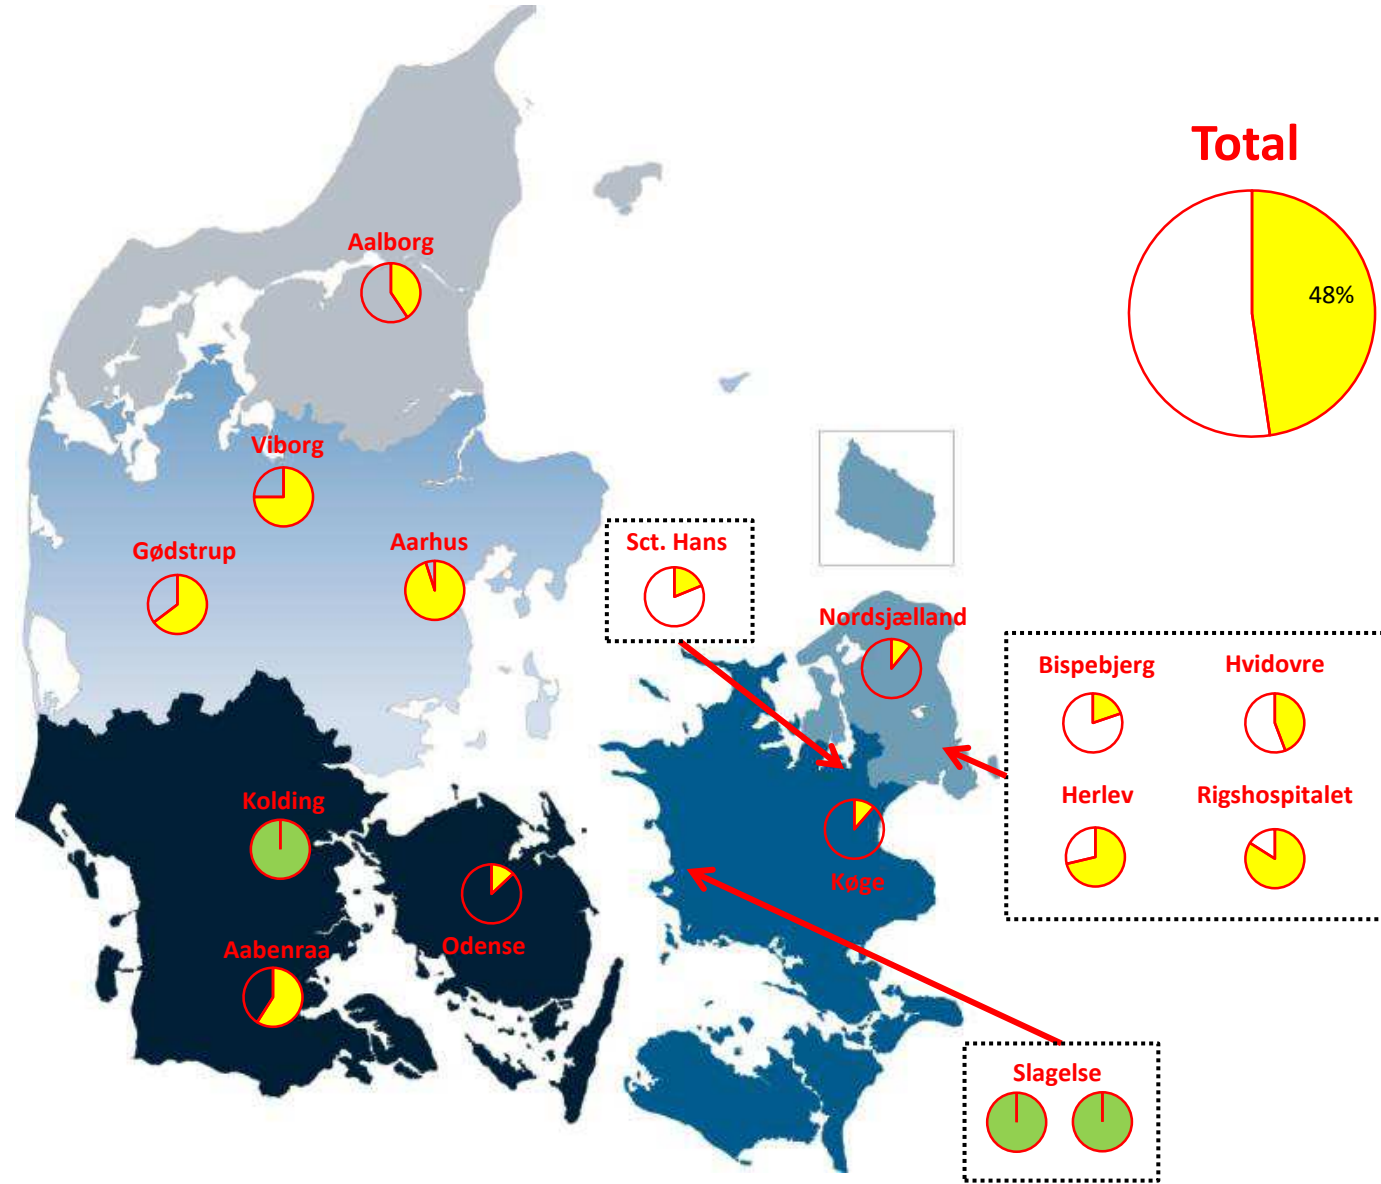 Total
48%
Aalborg
Viborg
Gødstrup
Aarhus
Sct. Hans
Nordsjælland
Bispebjerg
Hvidovre
Herlev
Rigshospitalet
Kolding
Køge
Odense
Aabenraa
Slagelse